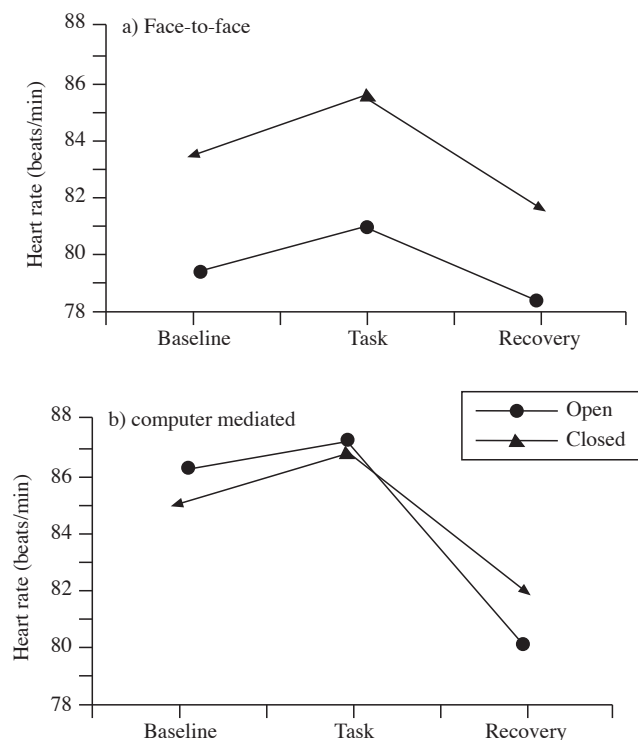 a) Face-to-face
Heart rate (beats/min)
88
86
84
82
80
78
Baseline Task Recovery
Open
Closed
b) computer mediated
Heart rate (beats/min)
88
86
84
82
80
78
Baseline Task Recovery